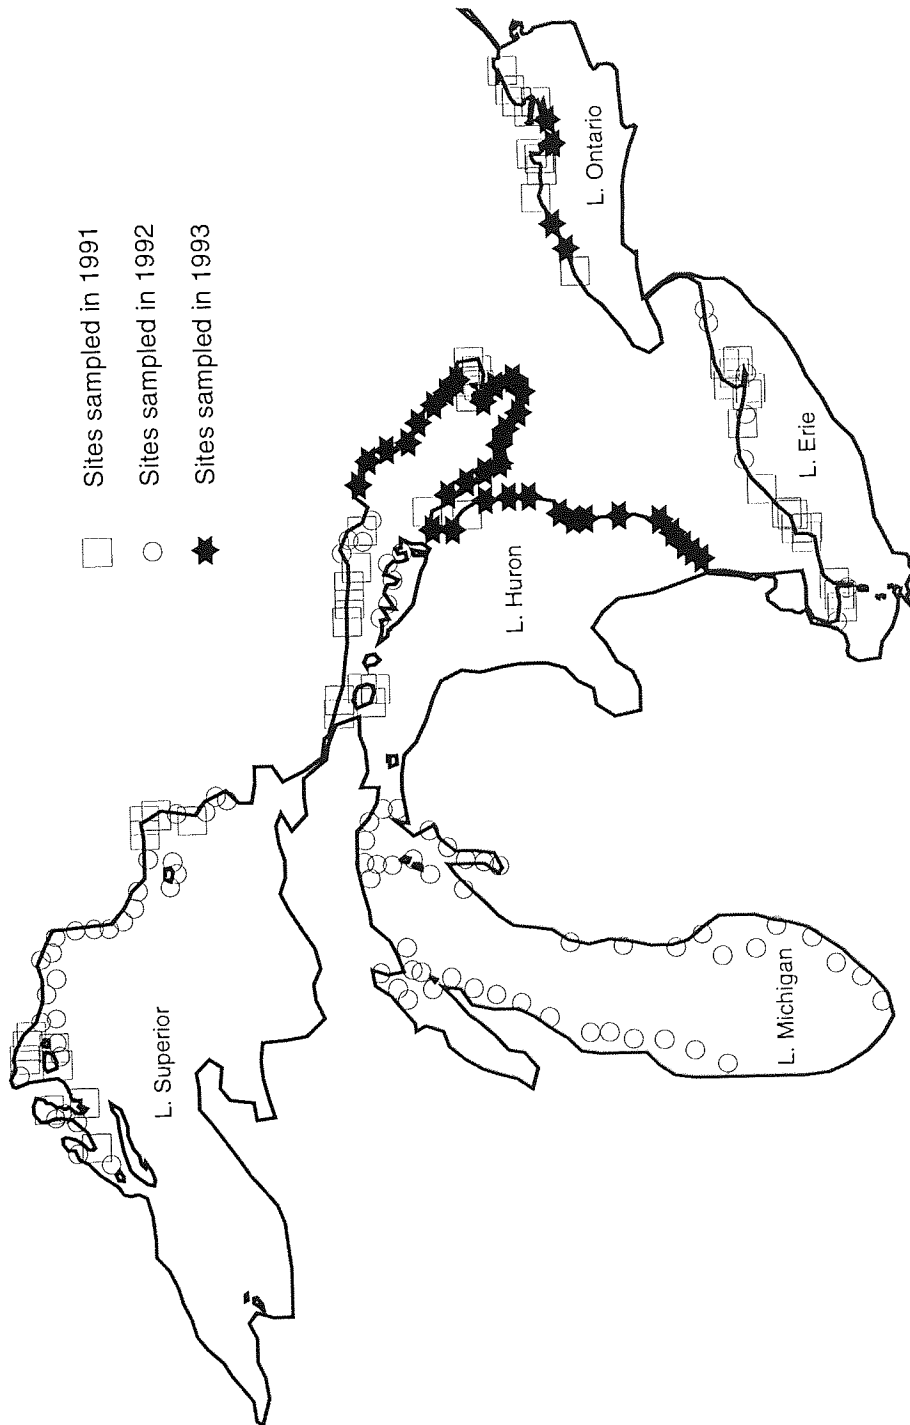 Sites sampled in 1991
Sites sampled in 1992
Sites sampled in 1993
L. Superior
L. Michigan
L. Huron
L. Erie
L. Ontario